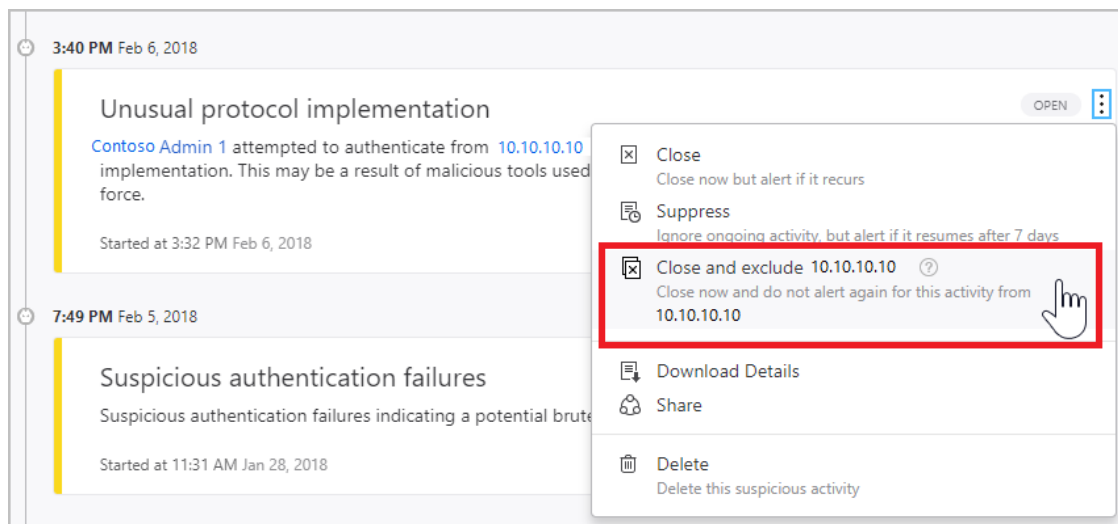 3:40 PM Feb 6, 2018
Unusual protocol implementation
OPEN
Contoso Admin 1 attempted to authenticate from 10.10.10.10
implementation. This may be a result of malicious tools used
force.
Started at 3:32 PM Feb 6, 2018
Close
Close now but alert if it recurs
Suppress
Ignore ongoing activity, but alert if it resumes after 7 days
Close and exclude 10.10.10.10 ?
Close now and do not alert again for this activity from
10.10.10.10
Download Details
Share
Delete
Delete this suspicious activity
7:49 PM Feb 5, 2018
Suspicious authentication failures
Suspicious authentication failures indicating a potential brute
Started at 11:31 AM Jan 28, 2018